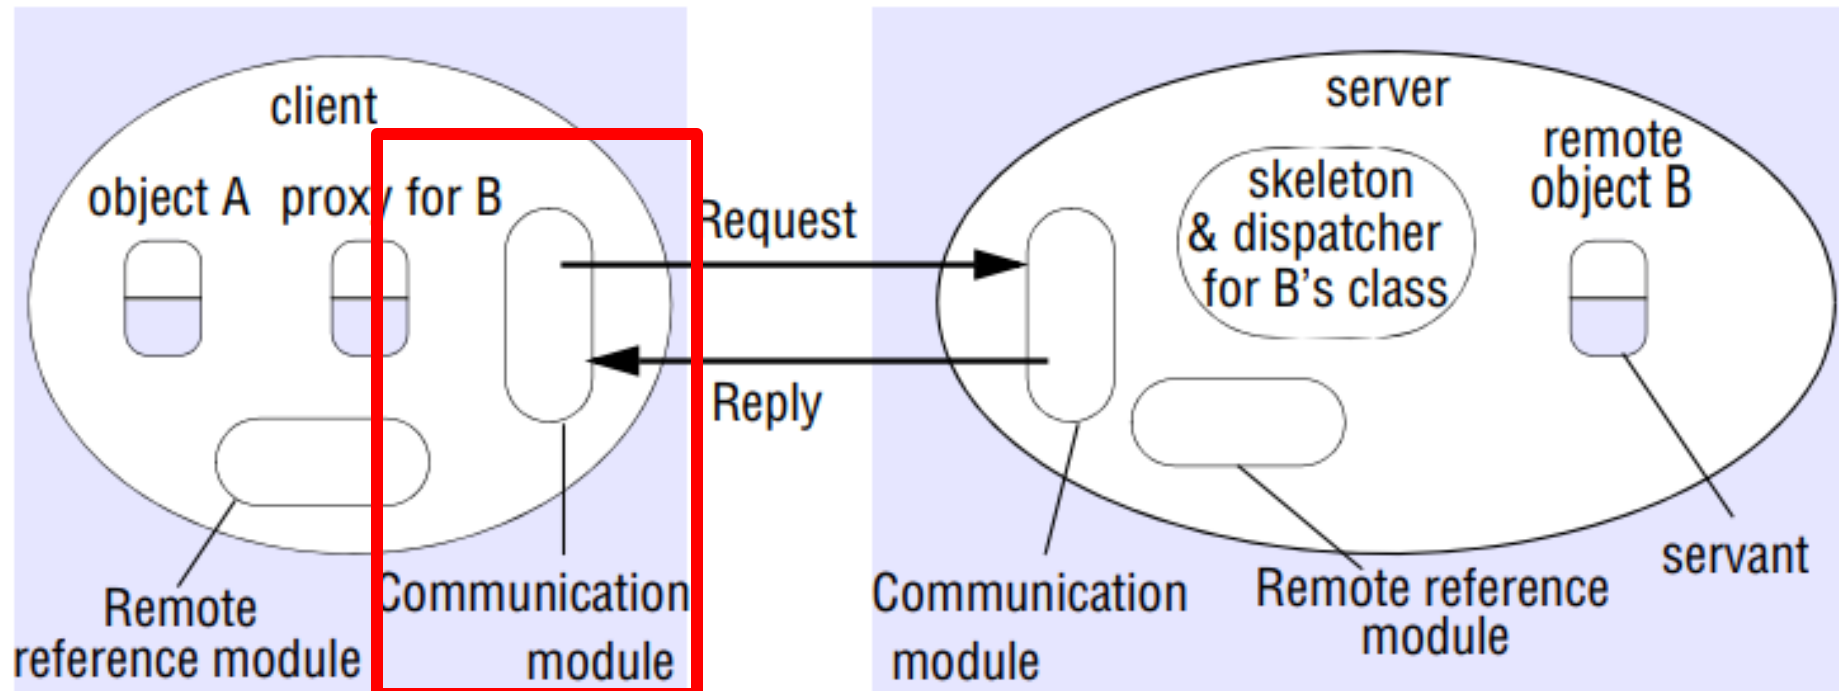 client
object A
proxy for B
Request
Reply
Remote
reference module
Communication
module
server
skeleton
& dispatcher
for B's class
remote
object B
Communication
module
Remote reference
module
servant